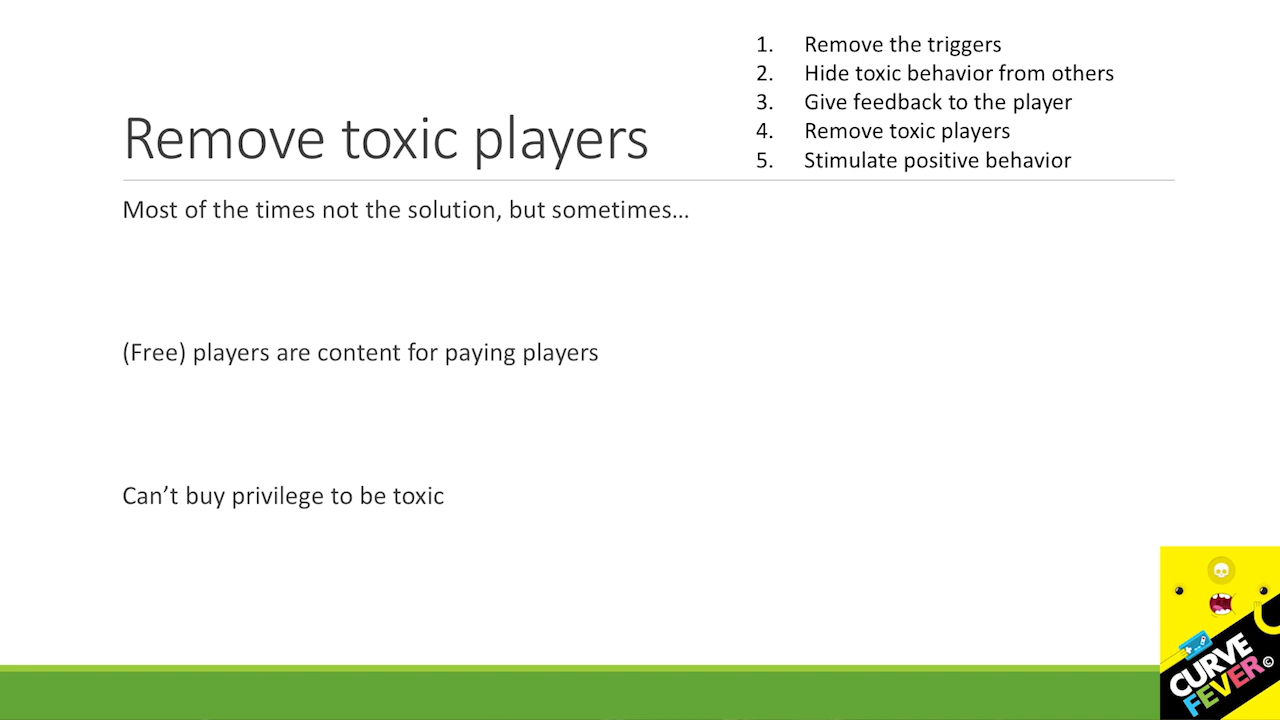 Remove toxic players
1. Remove the triggers
2. Hide toxic behavior from others
3. Give feedback to the player
4. Remove toxic players
5. Stimulate positive behavior
Most of the times not the solution, but sometimes…
(Free) players are content for paying players
Can’t buy privilege to be toxic
CURVE
FEVER©